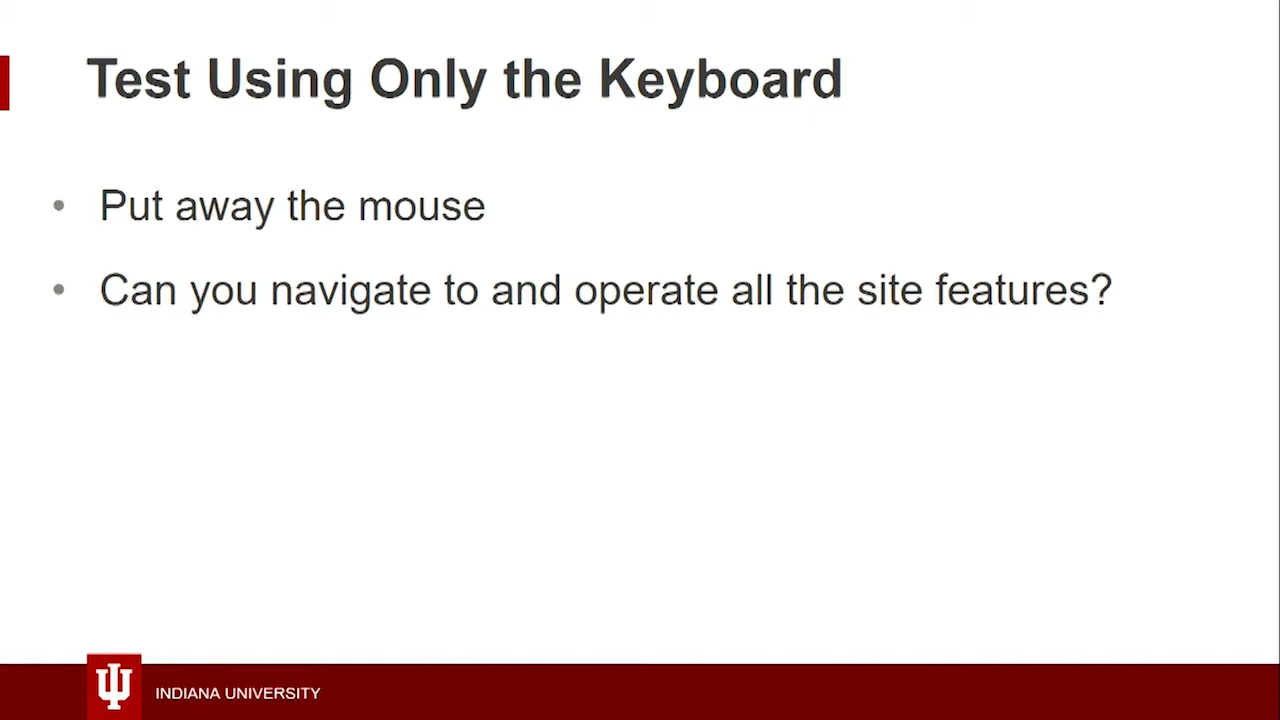 Test Using Only the Keyboard
• Put away the mouse
• Can you navigate to and operate all the site features?
INDIANA UNIVERSITY